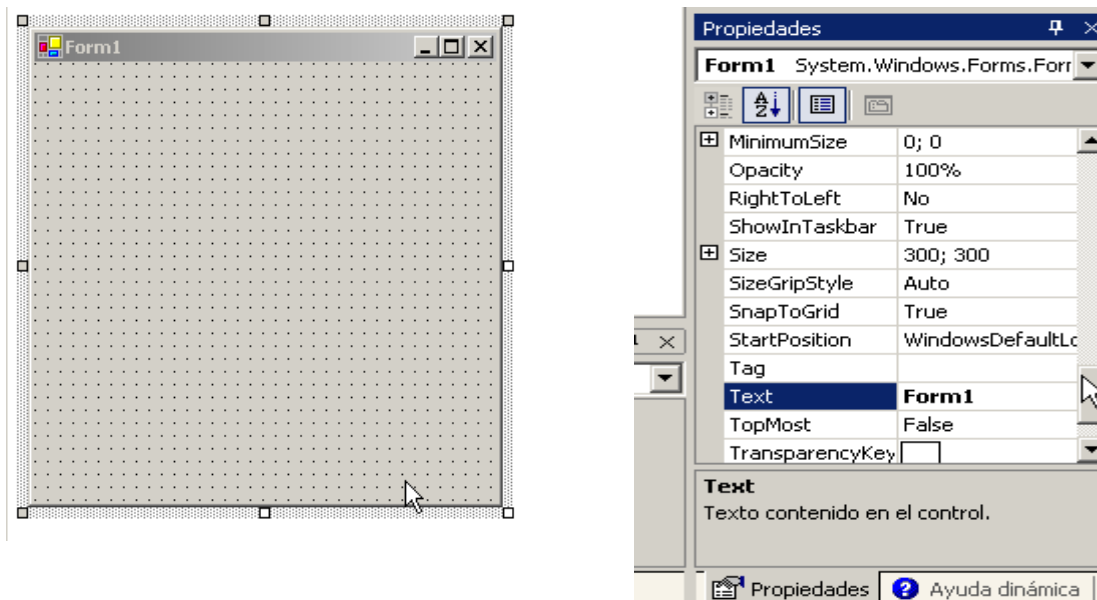 Form1
Propiedades
Form1 System.Windows.Forms.Forr
MinimumSize 0; 0
Opacity 100%
RightToLeft No
ShowInTaskbar True
Size 300; 300
SizeGripStyle Auto
SnapToGrid True
StartPosition WindowsDefaultLo
Tag
Text Form1
TopMost False
TransparencyKey
Text
Texto contenido en el control.
Propiedades Ayuda dinámica